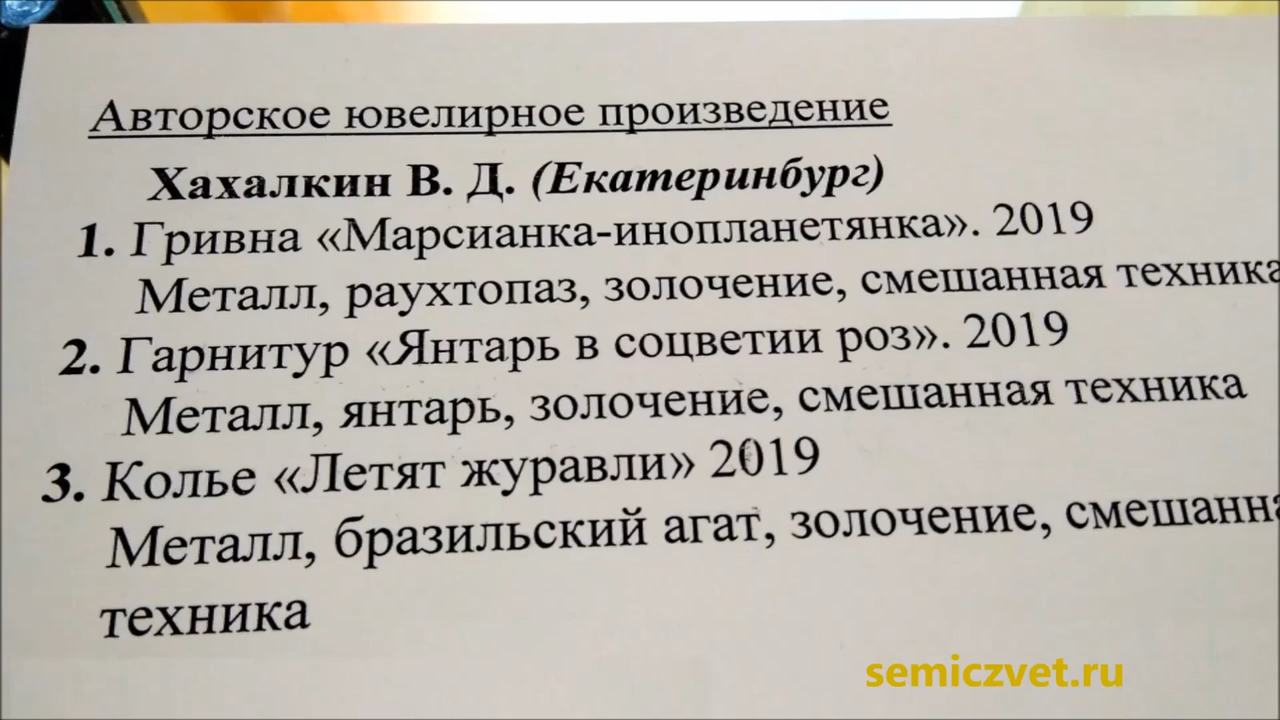 Авторское ювелирное произведение
Хахалкин В. Д. (Екатеринбург)
1. Гривна «Марсианка-инопланетянка». 2019
Металл, раухтопаз, золочение, смешанная техника
2. Гарнитур «Янтарь в соцветии роз». 2019
Металл, янтарь, золочение, смешанная техника
3. Колье «Летят журавли» 2019
Металл, бразильский агат, золочение, смешанна
техника
semiczvet.ru